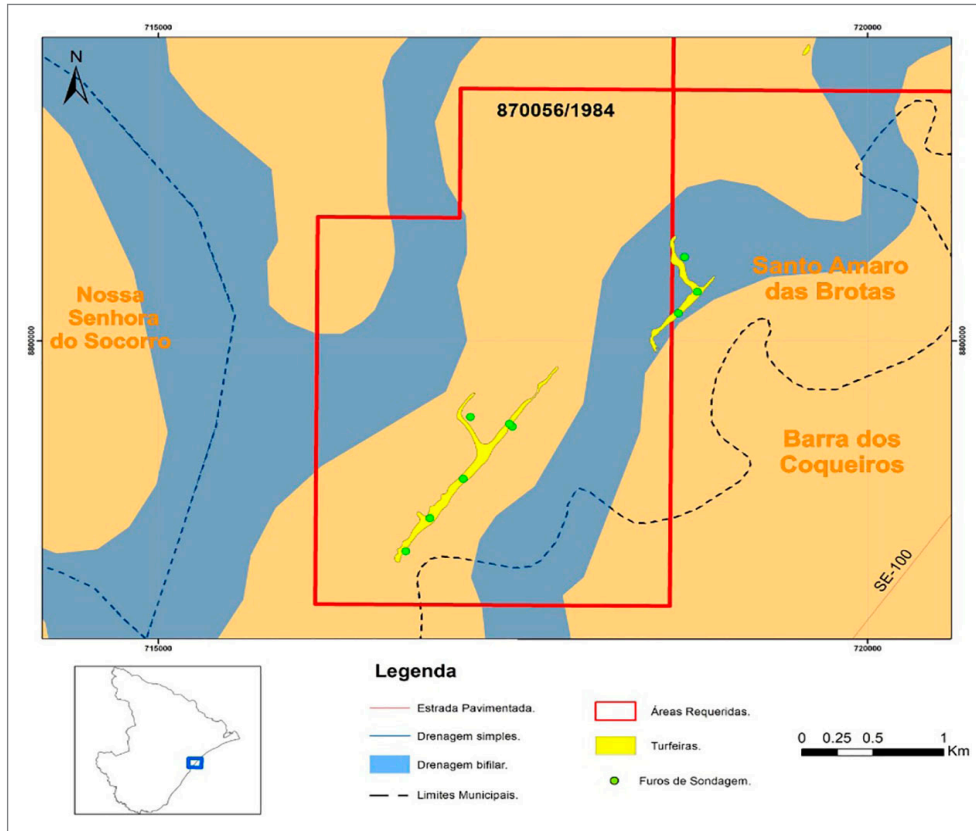 715000
720000
N
870056/1984
Nossa
Senhora
do Socorro
Santo Amaro
das Brotas
8800000
8800000
Barra dos
Coqueiros
SE-100
715000
720000
Legenda
Estrada Pavimentada.
Drenagem simples.
Drenagem bifilar.
Limites Municipais.
Áreas Requeridas.
Turfeiras.
Furos de Sondagem.
0 0.25 0.5 1
Km